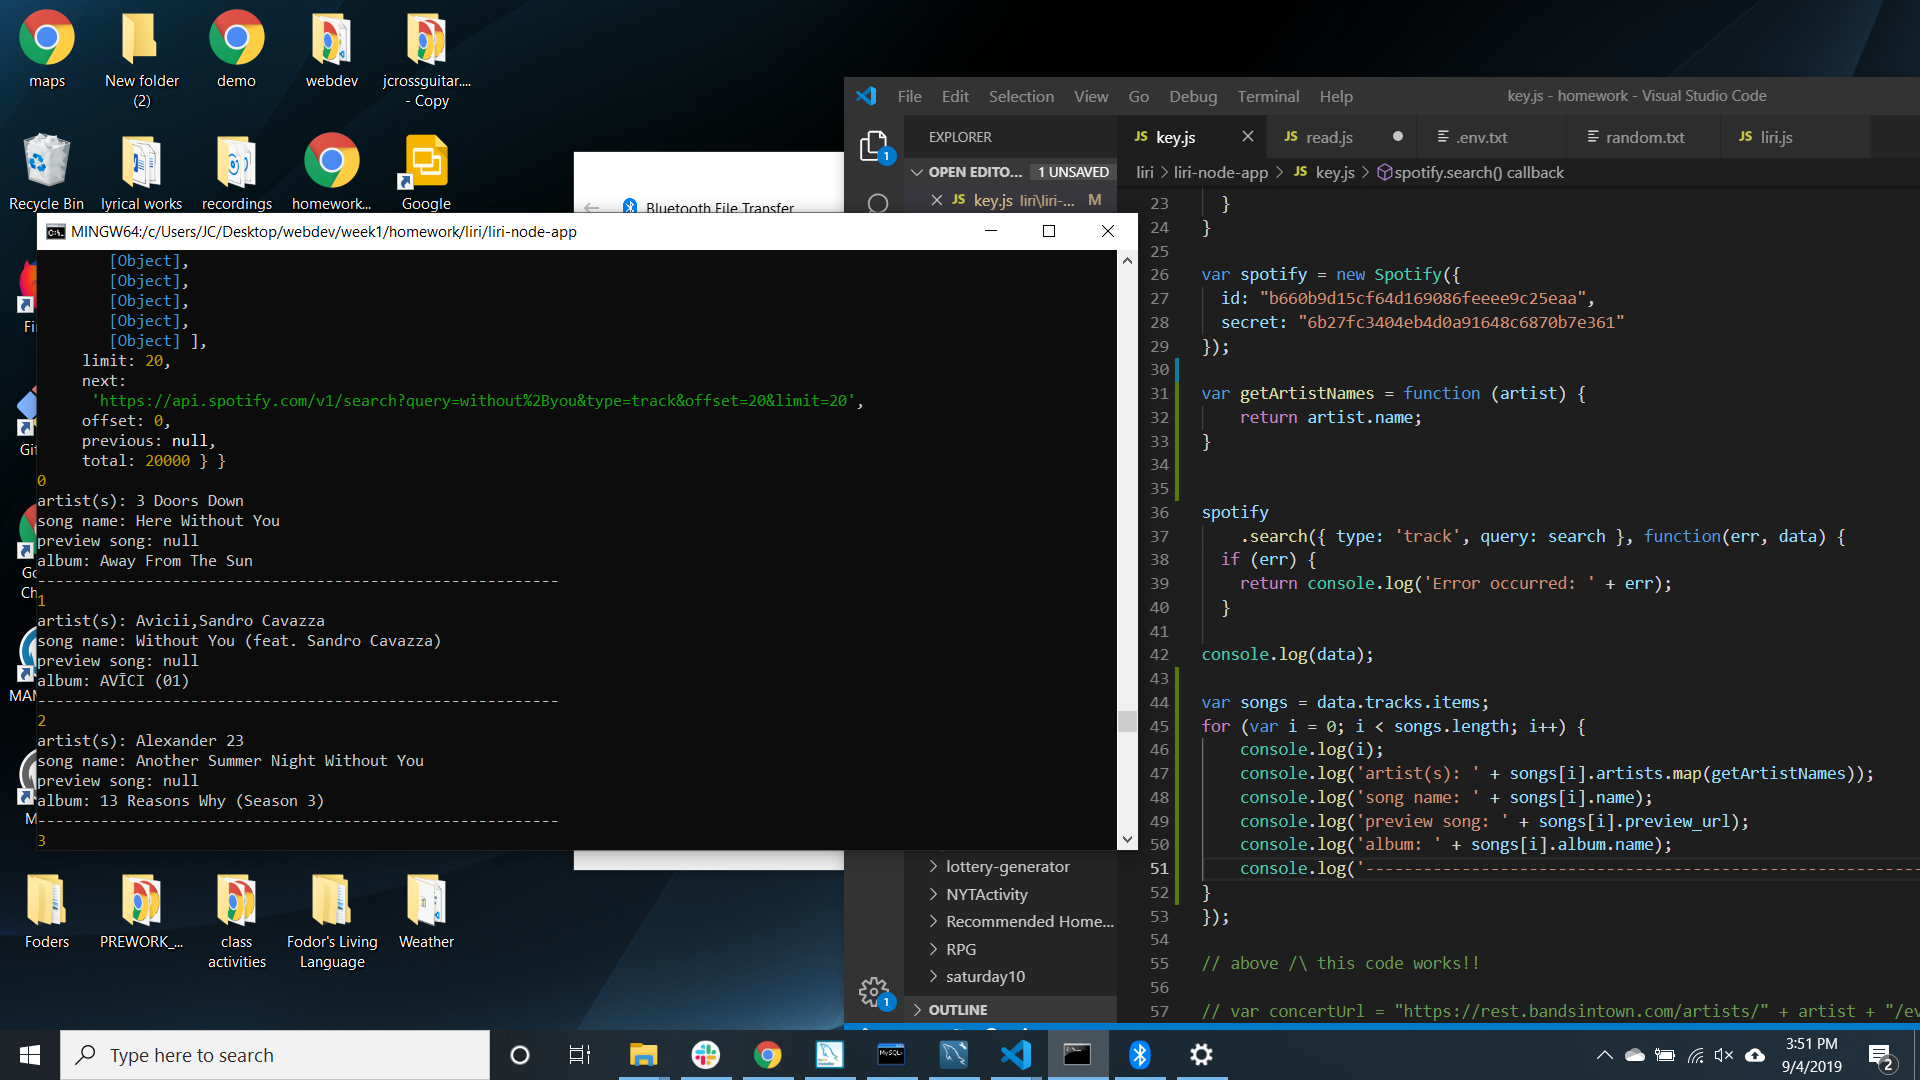 maps
New folder
(2)
demo
webdev
jcrossguitar....
- Copy
Recycle Bin
lyrical works
recordings
homework...
Google
Bluetooth File Transfer
File Edit Selection View Go Debug Terminal Help
key.js - homework - Visual Studio Code
EXPLORER
JS key.js
JS read.js
.env.txt
random.txt
JS liri.js
1
OPEN EDITO... 1 UNSAVED
liri > liri-node-app > JS key.js > spotify.search() callback
JS key.js liri\liri-... M
MINGW64:/c/Users/JC/Desktop/webdev/week1/homework/liri/liri-node-app
[Object],
[Object],
[Object],
[Object],
[Object] ],
limit: 20,
next:
'https://api.spotify.com/v1/search?query=without%2Byou&type=track&offset=20&limit=20',
offset: 0,
previous: null,
total: 20000 } }
0
artist(s): 3 Doors Down
song name: Here Without You
preview song: null
album: Away From The Sun
----------------------------------------------------------
1
artist(s): Avicii,Sandro Cavazza
song name: Without You (feat. Sandro Cavazza)
preview song: null
album: AVĪCI (01)
----------------------------------------------------------
2
artist(s): Alexander 23
song name: Another Summer Night Without You
preview song: null
album: 13 Reasons Why (Season 3)
----------------------------------------------------------
3
23 }
24 }
25
26 var spotify = new Spotify({
27 id: "b660b9d15cf64d169086feeee9c25eaa",
28 secret: "6b27fc3404eb4d0a91648c6870b7e361"
29 });
30
31 var getArtistNames = function (artist) {
32 return artist.name;
33 }
34
35
36 spotify
37 .search({ type: 'track', query: search }, function(err, data) {
38 if (err) {
39 return console.log('Error occurred: ' + err);
40 }
41
42 console.log(data);
43
44 var songs = data.tracks.items;
45 for (var i = 0; i < songs.length; i++) {
46 console.log(i);
47 console.log('artist(s): ' + songs[i].artists.map(getArtistNames));
48 console.log('song name: ' + songs[i].name);
49 console.log('preview song: ' + songs[i].preview_url);
50 console.log('album: ' + songs[i].album.name);
51 console.log('----------------------------------------------------------
52 }
53 });
54
55 // above /\ this code works!!
56
57 // var concertUrl = "https://rest.bandsintown.com/artists/" + artist + "/ev
lottery-generator
NYTActivity
Recommended Home...
RPG
saturday10
OUTLINE
1
Fi
Git
Go
Ch
MAM
M
Foders
PREWORK_...
class
activities
Fodor's Living
Language
Weather
Type here to search
MySQL
3:51 PM
9/4/2019
2